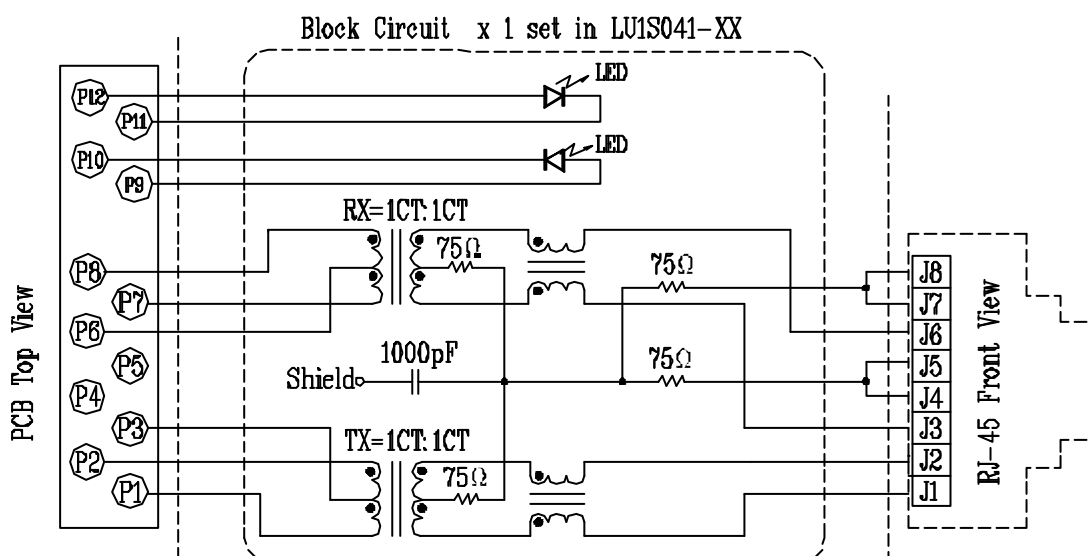 Block Circuit x 1 set in LU1S041-XX
LED
P12
P11
LED
P10
P9
RX=1CT:1CT
75Ω
75Ω
P8
P7
P6
P5
P4
P3
P2
P1
PCB Top View
1000pF
Shield
75Ω
TX=1CT:1CT
75Ω
J8
J7
J6
J5
J4
J3
J2
J1
RJ-45 Front View